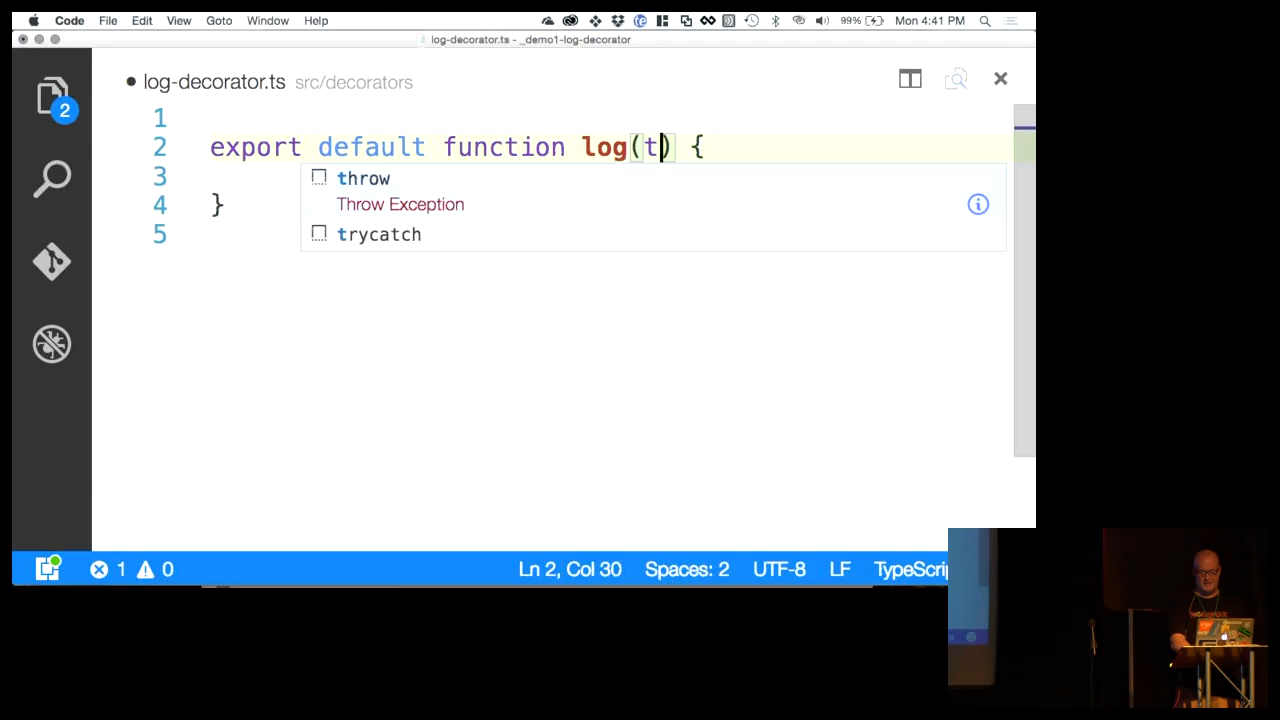 Code File Edit View Goto Window Help 99% Mon 4:41 PM
log-decorator.ts - _demo1-log-decorator
2
log-decorator.ts src/decorators
1
2 export default function log(t) {
3
throw
Throw Exception
4 }
5
trycatch
1 0 Ln 2, Col 30 Spaces: 2 UTF-8 LF TypeScrip